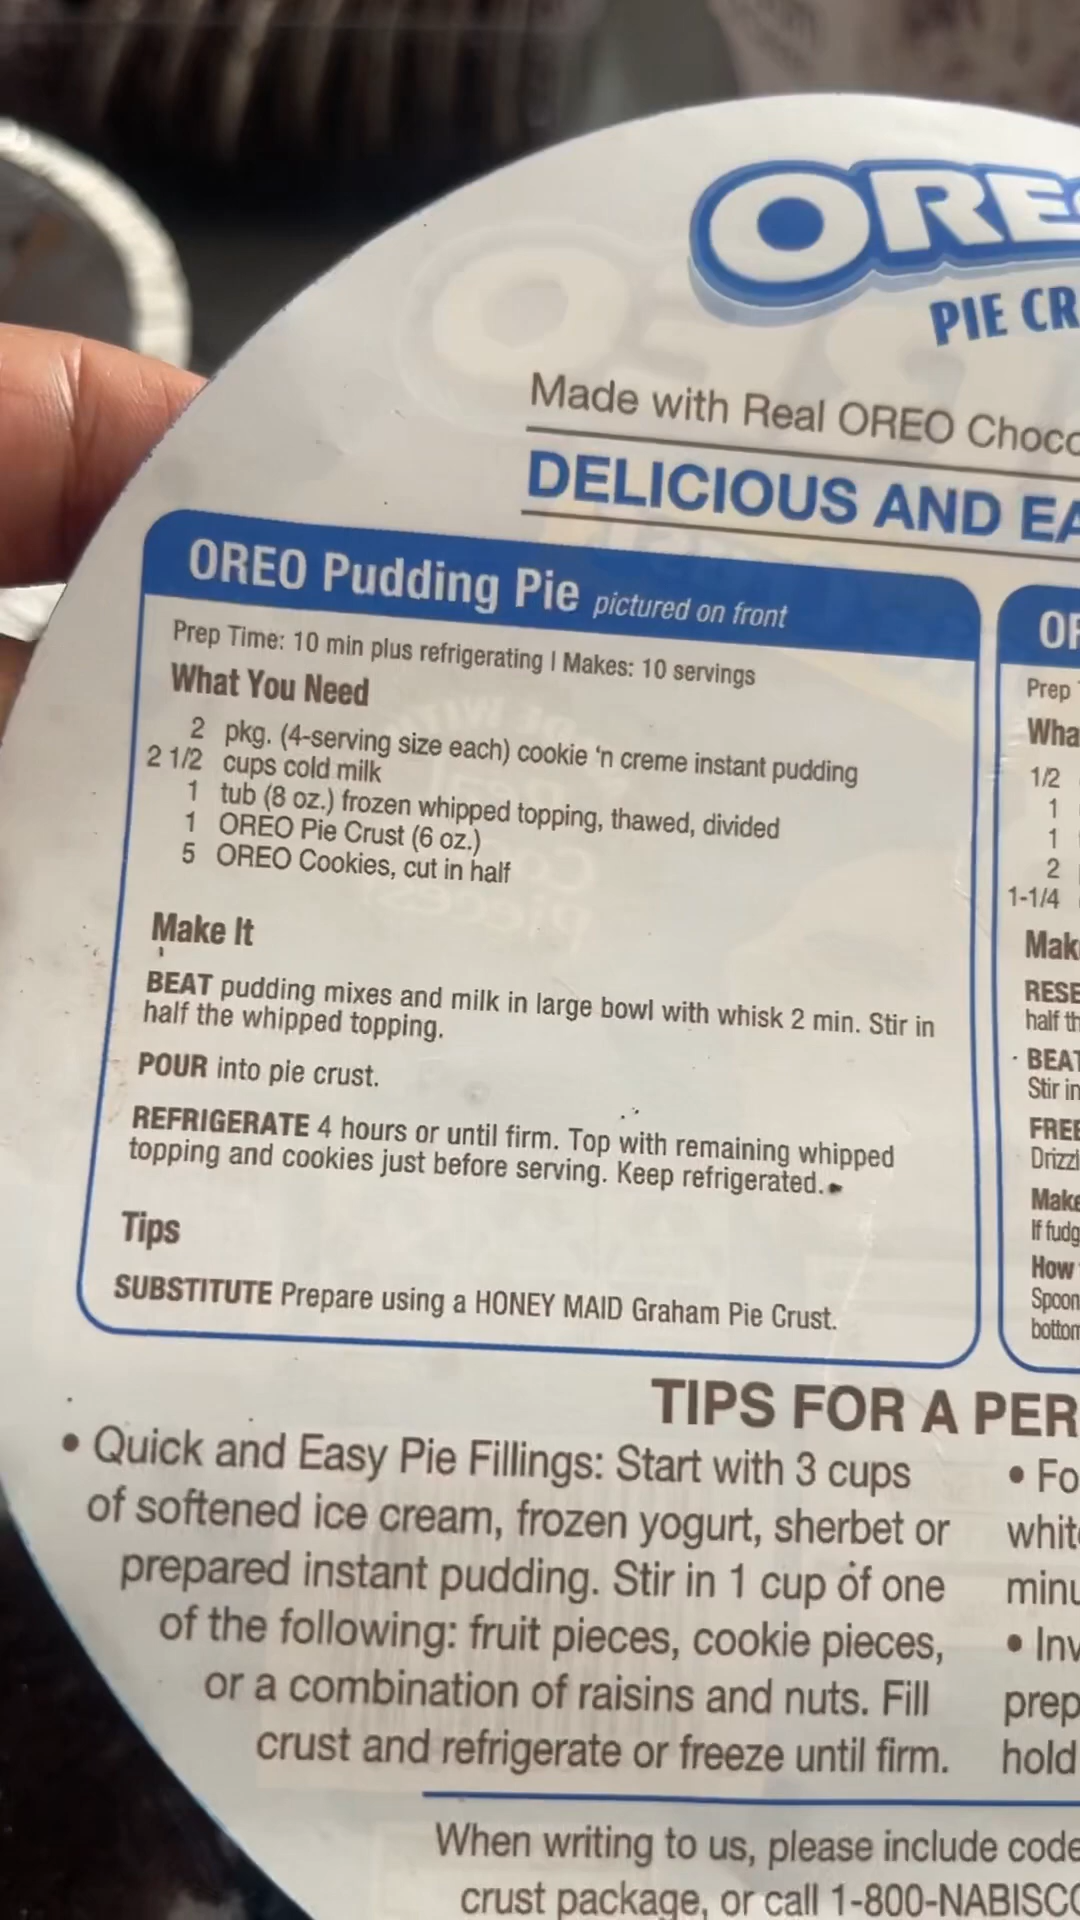 OREO
PIE CR
Made with Real OREO Choco
DELICIOUS AND EA
OREO Pudding Pie pictured on front
Prep Time: 10 min plus refrigerating | Makes: 10 servings
What You Need
2 pkg. (4-serving size each) cookie 'n creme instant pudding
2 1/2 cups cold milk
1 tub (8 oz.) frozen whipped topping, thawed, divided
1 OREO Pie Crust (6 oz.)
5 OREO Cookies, cut in half
Make It
BEAT pudding mixes and milk in large bowl with whisk 2 min. Stir in
half the whipped topping.
POUR into pie crust.
REFRIGERATE 4 hours or until firm. Top with remaining whipped
topping and cookies just before serving. Keep refrigerated.
Tips
SUBSTITUTE Prepare using a HONEY MAID Graham Pie Crust.
Prep
1/2
1
1
2
1-1/4
half
BEAT
Stir in
If
How
bottom
TIPS FOR A PER
• Quick and Easy Pie Fillings: Start with 3 cups
of softened ice cream, frozen yogurt, sherbet or
prepared instant pudding. Stir in 1 cup of one
of the following: fruit pieces, cookie pieces,
or a combination of raisins and nuts. Fill
crust and refrigerate or freeze until firm.
• Fo
minu
• Inv
prep
hold
When writing to us, please include code
crust package, or call 1-800-NABISCO